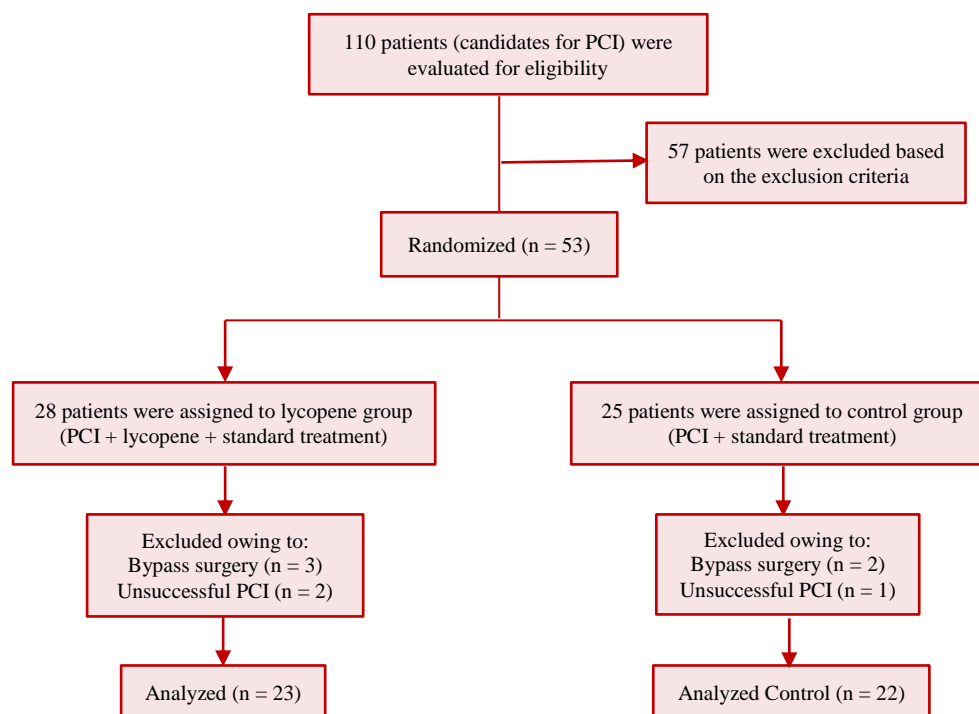 110 patients (candidates for PCI) were
evaluated for eligibility
57 patients were excluded based
on the exclusion criteria
Randomized (n = 53)
28 patients were assigned to lycopene group
(PCI + lycopene + standard treatment)
25 patients were assigned to control group
(PCI + standard treatment)
Excluded owing to:
Bypass surgery (n = 3)
Unsuccessful PCI (n = 2)
Excluded owing to:
Bypass surgery (n = 2)
Unsuccessful PCI (n = 1)
Analyzed (n = 23)
Analyzed Control (n = 22)